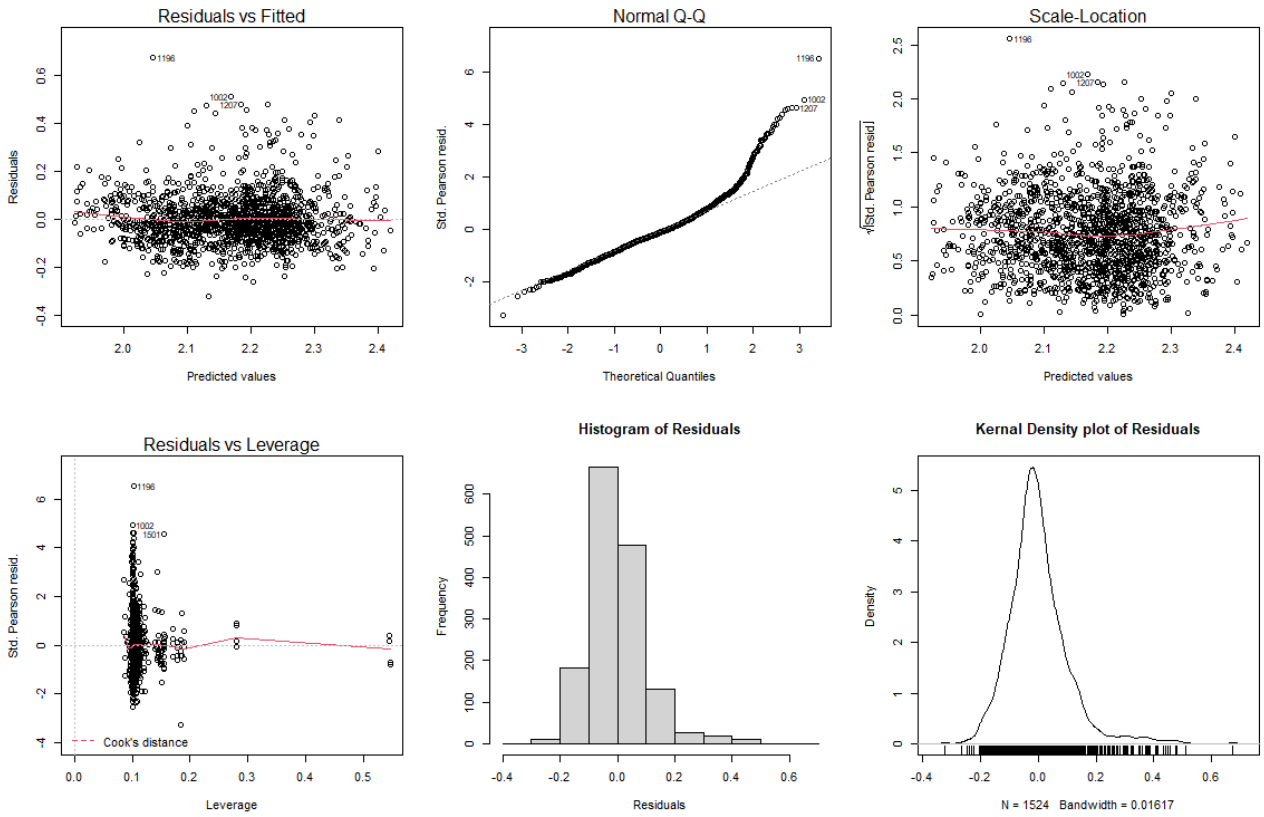 Residuals vs Fitted
Residuals
0.6
0.4
0.2
0.0
-0.2
-0.4
1196
1002
1207
2.0 2.1 2.2 2.3 2.4
Predicted values
Normal Q-Q
Std. Pearson resid.
6
4
2
0
-2
1196
1002
1207
-3 -2 -1 0 1 2 3
Theoretical Quantiles
Scale-Location
√|Std. Pearson resid.|
2.5
2.0
1.5
1.0
0.5
0.0
1196
1002
1207
2.0 2.1 2.2 2.3 2.4
Predicted values
Residuals vs Leverage
Std. Pearson resid.
6
4
2
0
-2
-4
1196
1002
1501
Cook's distance
0.0 0.1 0.2 0.3 0.4 0.5
Leverage
Histogram of Residuals
Frequency
600
500
400
300
200
100
0
-0.4 -0.2 0.0 0.2 0.4 0.6
Residuals
Kernal Density plot of Residuals
Density
5
4
3
2
1
0
-0.4 -0.2 0.0 0.2 0.4 0.6
N = 1524 Bandwidth = 0.01617